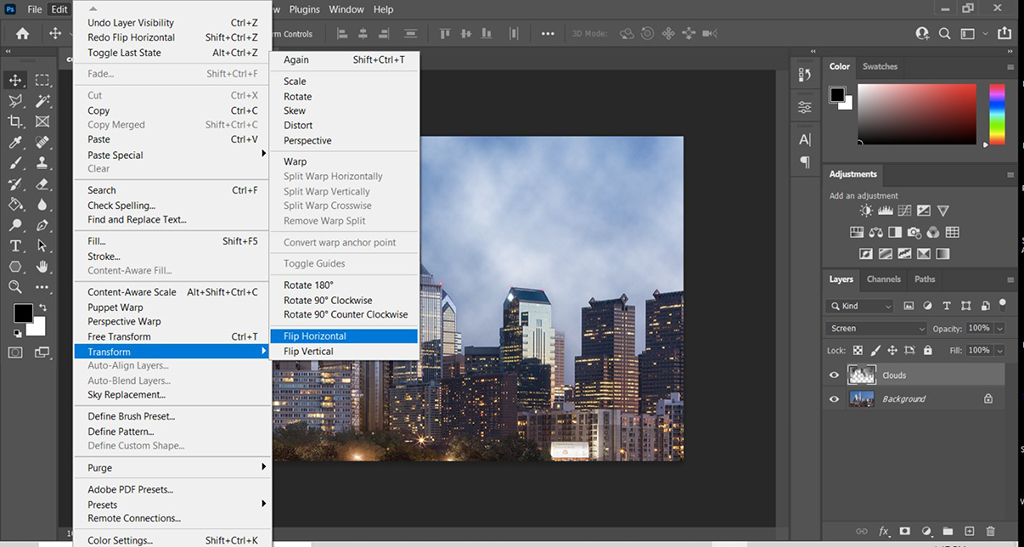 Ps File Edit Plugins Window Help
3D Mode:
Undo Layer Visibility Ctrl+Z
Redo Flip Horizontal Shift+Ctrl+Z
Toggle Last State Alt+Ctrl+Z
Fade... Shift+Ctrl+F
Cut Ctrl+X
Copy Ctrl+C
Copy Merged Shift+Ctrl+C
Paste Ctrl+V
Paste Special
Clear
Search Ctrl+F
Check Spelling...
Find and Replace Text...
Fill... Shift+F5
Stroke...
Content-Aware Fill...
Content-Aware Scale Alt+Shift+Ctrl+C
Puppet Warp
Perspective Warp
Free Transform Ctrl+T
Transform
Auto-Align Layers...
Auto-Blend Layers...
Sky Replacement...
Define Brush Preset...
Define Pattern...
Define Custom Shape...
Purge
Adobe PDF Presets...
Presets
Remote Connections...
Color Settings... Shift+Ctrl+K
Again Shift+Ctrl+T
Scale
Rotate
Skew
Distort
Perspective
Warp
Split Warp Horizontally
Split Warp Vertically
Split Warp Crosswise
Remove Warp Split
Convert warp anchor point
Toggle Guides
Rotate 180°
Rotate 90° Clockwise
Rotate 90° Counter Clockwise
Flip Horizontal
Flip Vertical
Color Swatches
Adjustments
Add an adjustment
Layers Channels Paths
Kind
Screen Opacity: 100%
Lock: Fill: 100%
Clouds
Background